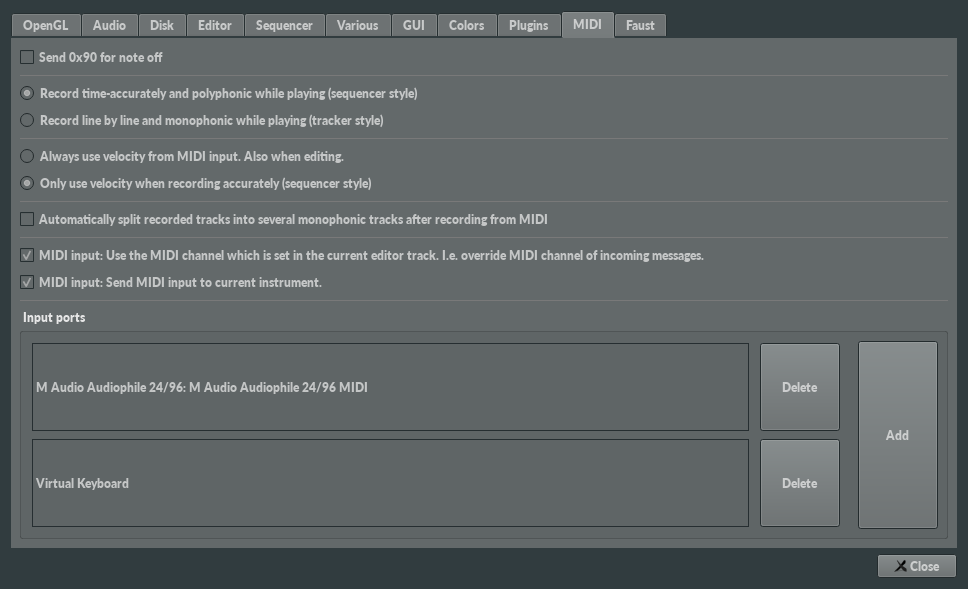 OpenGL Audio Disk Editor Sequencer Various GUI Colors Plugins MIDI Faust
Send 0x90 for note off
Record time-accurately and polyphonic while playing (sequencer style)
Record line by line and monophonic while playing (tracker style)
Always use velocity from MIDI input. Also when editing.
Only use velocity when recording accurately (sequencer style)
Automatically split recorded tracks into several monophonic tracks after recording from MIDI
MIDI input: Use the MIDI channel which is set in the current editor track. I.e. override MIDI channel of incoming messages.
MIDI input: Send MIDI input to current instrument.
Input ports
M Audio Audiophile 24/96: M Audio Audiophile 24/96 MIDI
Delete
Add
Virtual Keyboard
Delete
Close